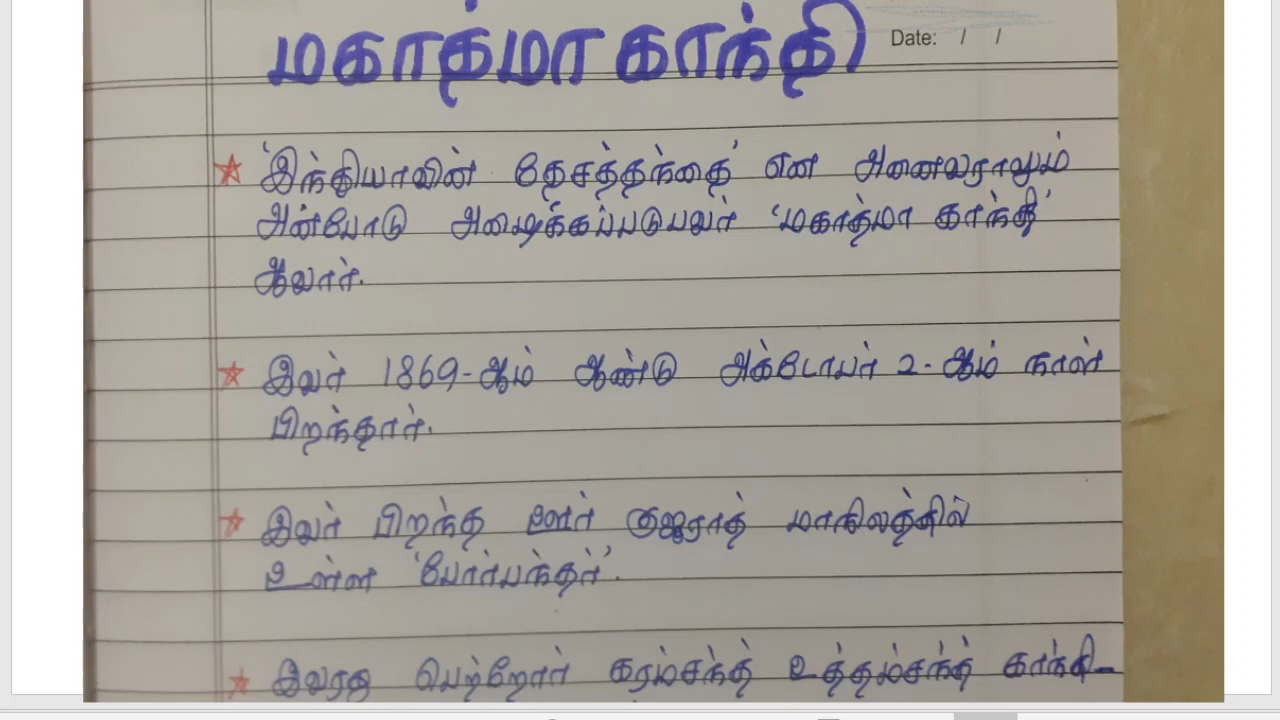 மகாத்மா காந்தி
Date: / /
'இந்தியாவின் தேசத்தந்தை' என அனைவராலும்
அன்போடு அழைக்கப்படுபவர் 'மகாத்மா காந்தி'
ஆவார்.
இவர் 1869-ஆம் ஆண்டு அக்டோபர் 2-ஆம் நாள்
பிறந்தார்.
இவர் பிறந்த ஊர் குஜராத் மாநிலத்தில்
உள்ள 'போர்பந்தர்'.
இவரது பெற்றோர் கரம்சந்த் உத்தம்சந்த் காந்தி-